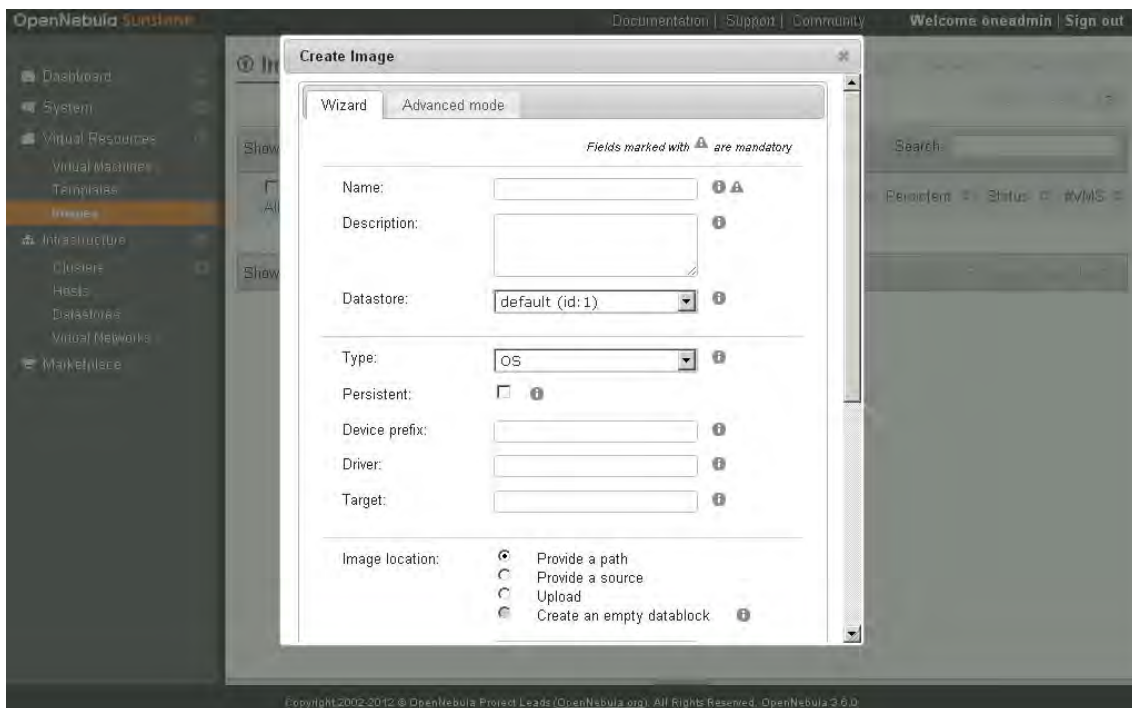 OpenNebula Sunstone
Documentation | Support | Community
Welcome oneadmin | Sign out
Dashboard
System
Virtual Resources
Virtual Machines
Templates
Images
Infrastructure
Clusters
Hosts
Datastores
Virtual Networks
Marketplace
Im
Show
All
Search:
Persistent
Status
#VMS
Show
Create Image
Wizard
Advanced mode
Fields marked with are mandatory
Name:
Description:
Datastore:
default (id:1)
Type:
OS
Persistent:
Device prefix:
Driver:
Target:
Image location:
Provide a path
Provide a source
Upload
Create an empty datablock
Copyright 2002-2012 © OpenNebula Project Leads (OpenNebula.org). All Rights Reserved. OpenNebula 3.6.0